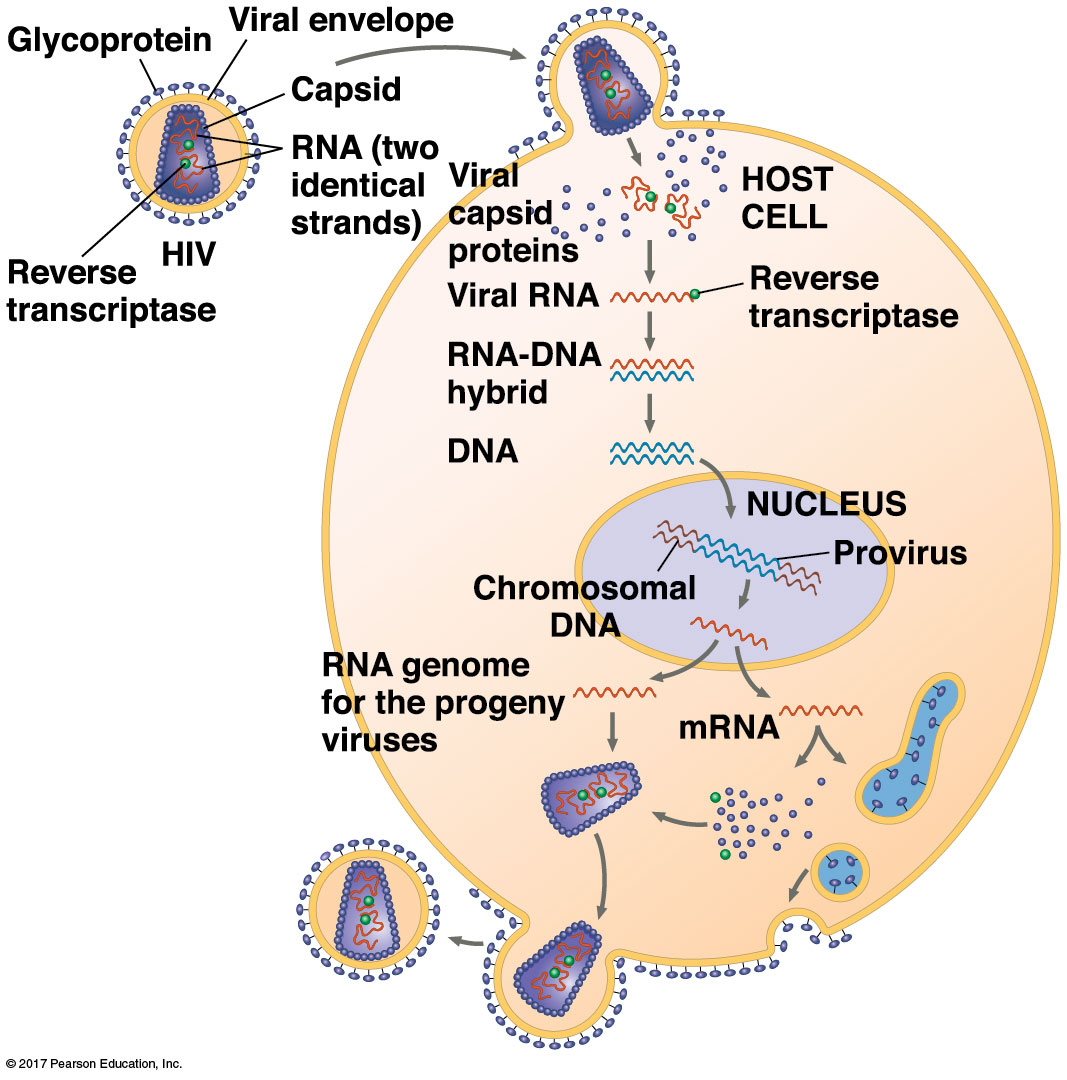 Glycoprotein
Viral envelope
Capsid
RNA (two
identical
strands)
HIV
Reverse
transcriptase
Viral
capsid
proteins
HOST
CELL
Viral RNA
Reverse
transcriptase
RNA-DNA
hybrid
DNA
NUCLEUS
Provirus
Chromosomal
DNA
RNA genome
for the progeny
viruses
mRNA
© 2017 Pearson Education, Inc.